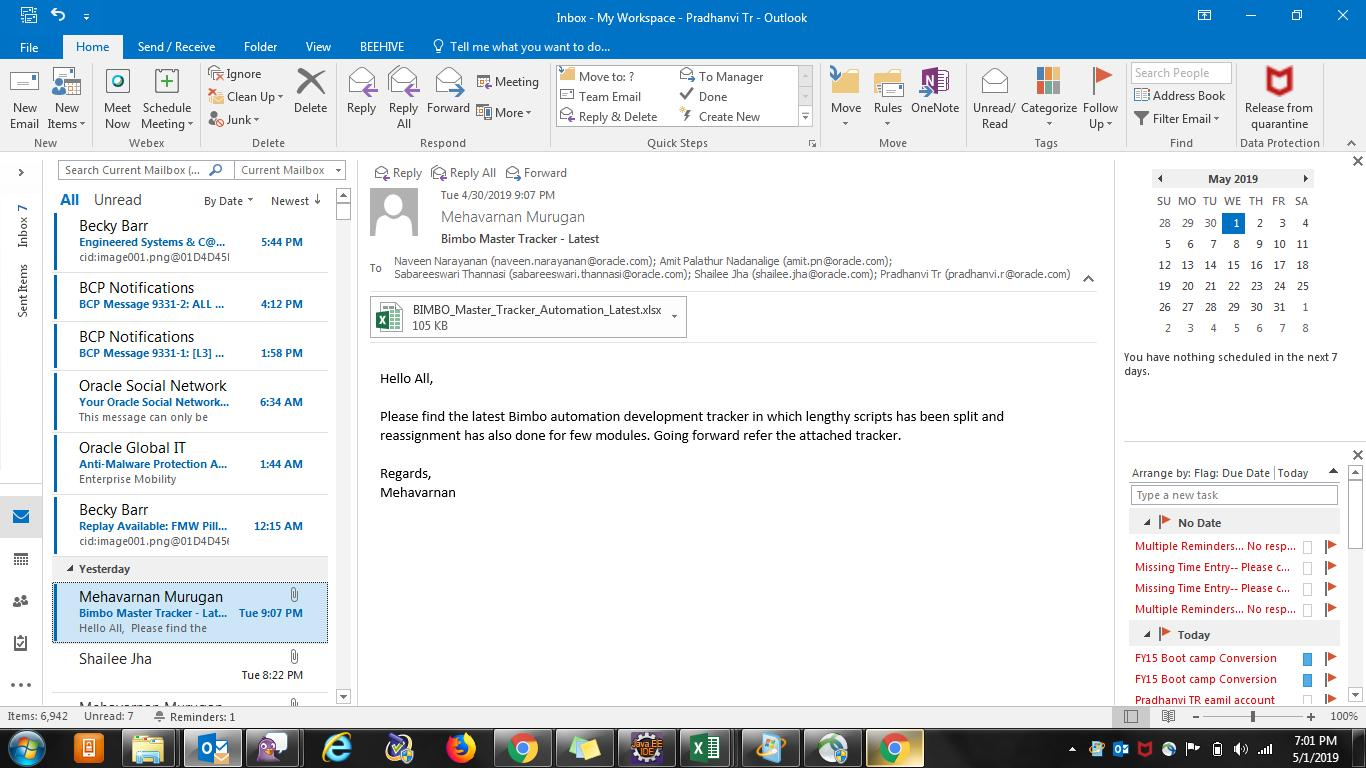 Inbox - My Workspace - Pradhanvi Tr - Outlook
File Home Send / Receive Folder View BEEHIVE Tell me what you want to do...
New Email
New Items
New
Meet Now
Schedule Meeting
Webex
Ignore
Clean Up
Junk
Delete
Delete
Reply
Reply All
Forward
Meeting
More
Respond
Move to: ?
Team Email
Reply & Delete
To Manager
Done
Create New
Quick Steps
Move
Rules
OneNote
Move
Unread/ Read
Categorize
Follow Up
Tags
Search People
Address Book
Filter Email
Find
Release from quarantine
Data Protection
Inbox 7
Sent Items
Search Current Mailbox (... Current Mailbox
All Unread By Date Newest
Becky Barr
Engineered Systems & C@... 5:44 PM
cid:image001.png@01D4D45
BCP Notifications
BCP Message 9331-2: ALL ... 4:12 PM
BCP Notifications
BCP Message 9331-1: [L3] ... 1:58 PM
Oracle Social Network
Your Oracle Social Network... 6:34 AM
This message can only be
Oracle Global IT
Anti-Malware Protection A... 1:44 AM
Enterprise Mobility
Becky Barr
Replay Available: FMW Pill... 12:15 AM
cid:image001.png@01D4D456
Yesterday
Mehavarnan Murugan
Bimbo Master Tracker - Lat... Tue 9:07 PM
Hello All, Please find the
Shailee Jha
Tue 8:22 PM
Mehavarnan Murugan
Reply Reply All Forward
Tue 4/30/2019 9:07 PM
Mehavarnan Murugan
Bimbo Master Tracker - Latest
To Naveen Narayanan (naveen.narayanan@oracle.com); Amit Palathur Nadanalige (amit.pn@oracle.com);
Sabareeswari Thannasi (sabareeswari.thannasi@oracle.com); Shailee Jha (shailee.jha@oracle.com); Pradhanvi Tr (pradhanvi.r@oracle.com)
BIMBO_Master_Tracker_Automation_Latest.xlsx
105 KB
Hello All,
Please find the latest Bimbo automation development tracker in which lengthy scripts has been split and
reassignment has also done for few modules. Going forward refer the attached tracker.
Regards,
Mehavarnan
May 2019
SU MO TU WE TH FR SA
28 29 30 1 2 3 4
5 6 7 8 9 10 11
12 13 14 15 16 17 18
19 20 21 22 23 24 25
26 27 28 29 30 31 1
2 3 4 5 6 7 8
You have nothing scheduled in the next 7
days.
Arrange by: Flag: Due Date Today
Type a new task
No Date
Multiple Reminders... No resp...
Missing Time Entry-- Please c...
Missing Time Entry-- Please c...
Multiple Reminders... No resp...
Today
FY15 Boot camp Conversion
FY15 Boot camp Conversion
Pradhanvi TR eamil account
Items: 6,942 Unread: 7 Reminders: 1 100%
Java EE IDE
7:01 PM
5/1/2019